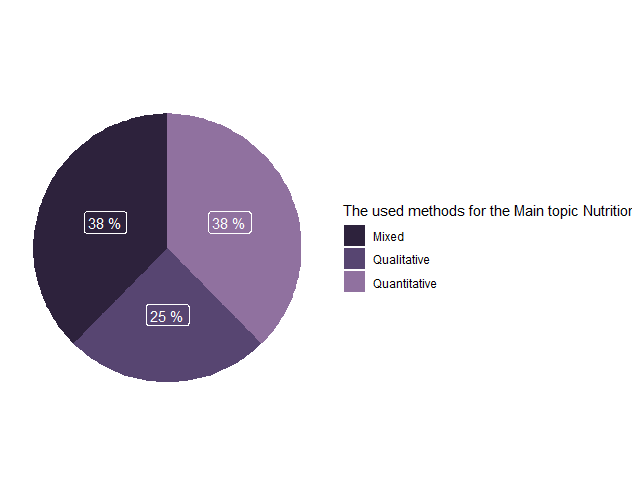 38 %
38 %
25 %
The used methods for the Main topic Nutrition
Mixed
Qualitative
Quantitative